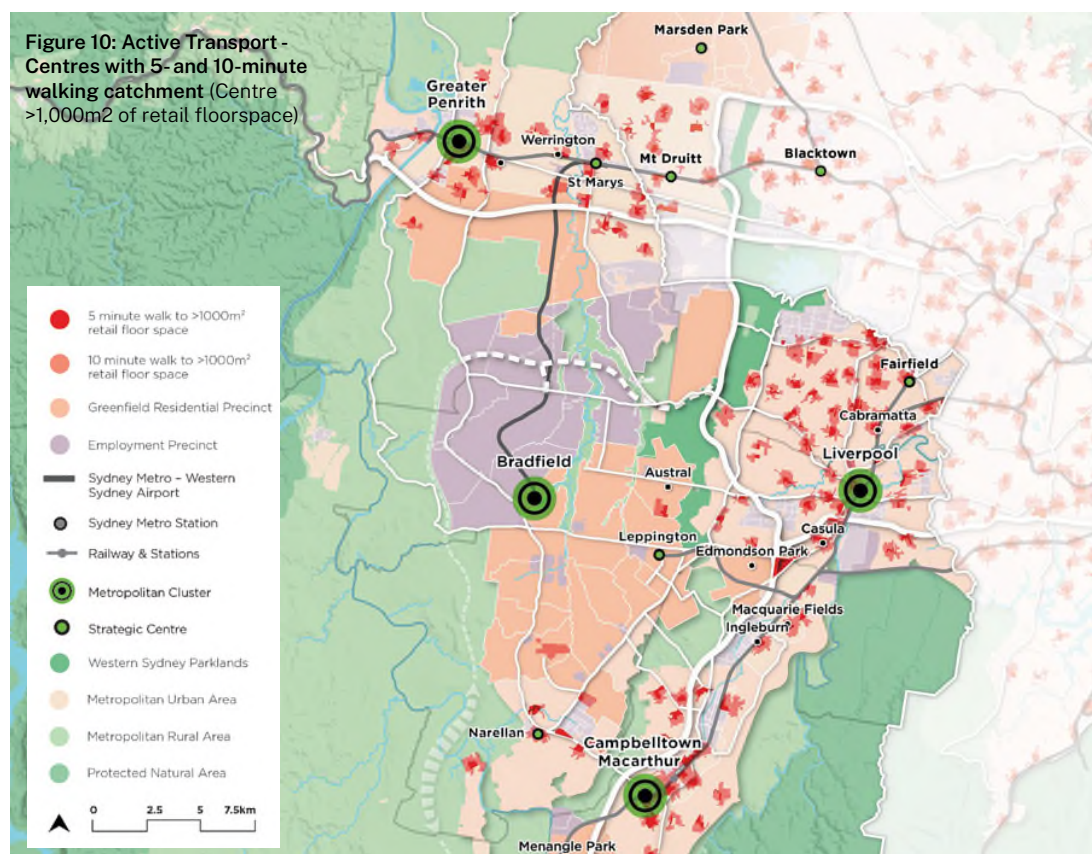 Figure 10: Active Transport -
Centres with 5- and 10-minute
walking catchment (Centre
>1,000m2 of retail floorspace)
Marsden Park
Greater
Penrith
Werrington
St Marys
Mt Druitt
Blacktown
5 minute walk to >1000m²
retail floor space
10 minute walk to >1000m²
retail floor space
Greenfield Residential Precinct
Employment Precinct
Sydney Metro – Western
Sydney Airport
Sydney Metro Station
Railway & Stations
Metropolitan Cluster
Strategic Centre
Western Sydney Parklands
Metropolitan Urban Area
Metropolitan Rural Area
Protected Natural Area
0 2.5 5 7.5km
Fairfield
Cabramatta
Liverpool
Bradfield
Austral
Casula
Leppington
Edmondson Park
Macquarie Fields
Ingleburn
Narellan
Campbelltown
Macarthur
Menangle Park